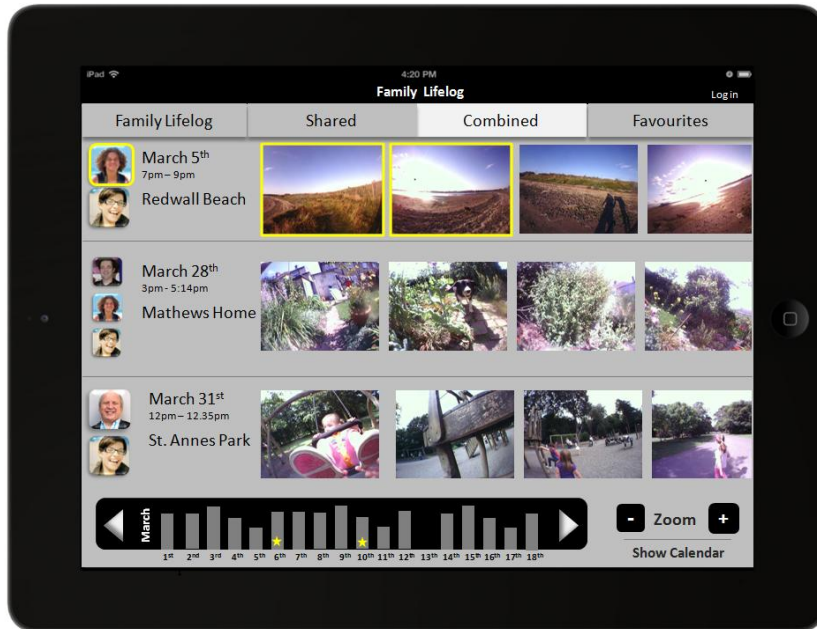 iPad 4:20 PM
Family Lifelog
Log in
Family Lifelog Shared Combined Favourites
March 5th
7pm – 9pm
Redwall Beach
March 28th
3pm - 5:14pm
Mathews Home
March 31st
12pm – 12.35pm
St. Annes Park
March
1st 2nd 3rd 4th 5th 6th 7th 8th 9th 10th 11th 12th 13th 14th 15th 16th 17th 18th
- Zoom +
Show Calendar